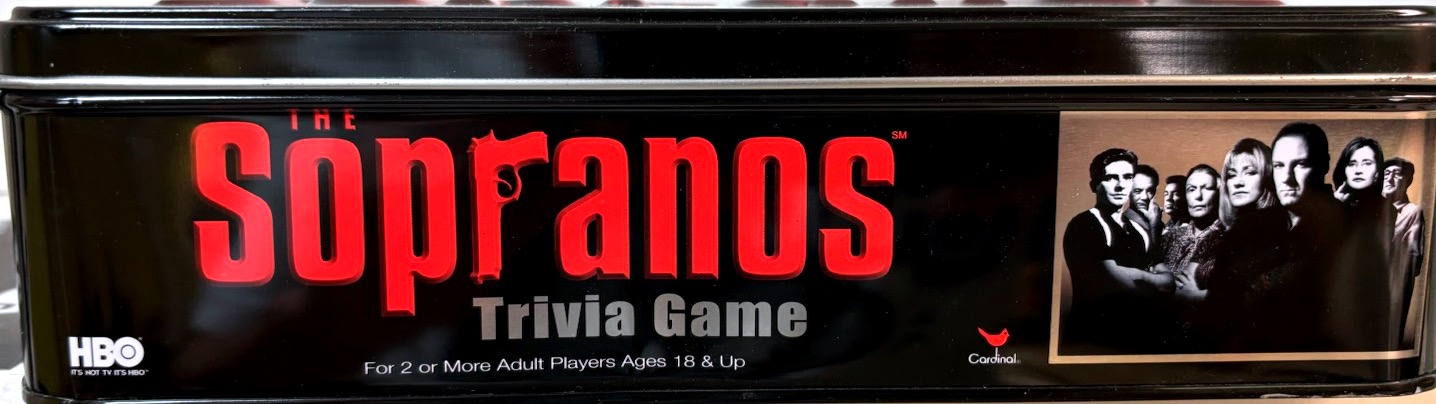 THE
Sopranos SM
Trivia Game
For 2 or More Adult Players Ages 18 & Up
HBO
IT'S NOT TV IT'S HBO
Cardinal